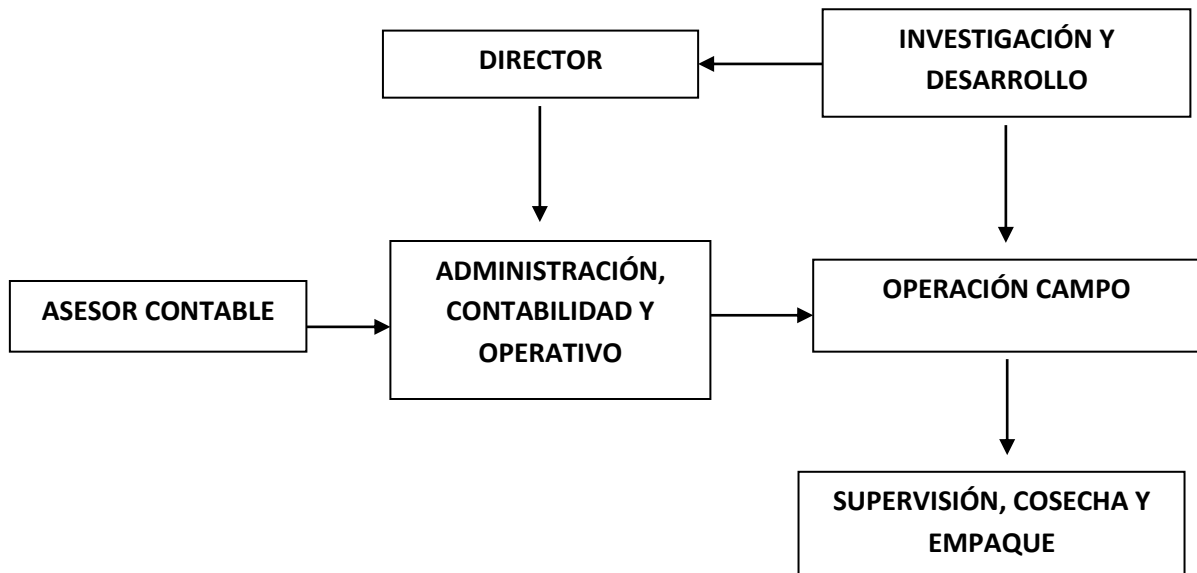 DIRECTOR
INVESTIGACIÓN Y
DESARROLLO
ASESOR CONTABLE
ADMINISTRACIÓN,
CONTABILIDAD Y
OPERATIVO
OPERACIÓN CAMPO
SUPERVISIÓN, COSECHA Y
EMPAQUE